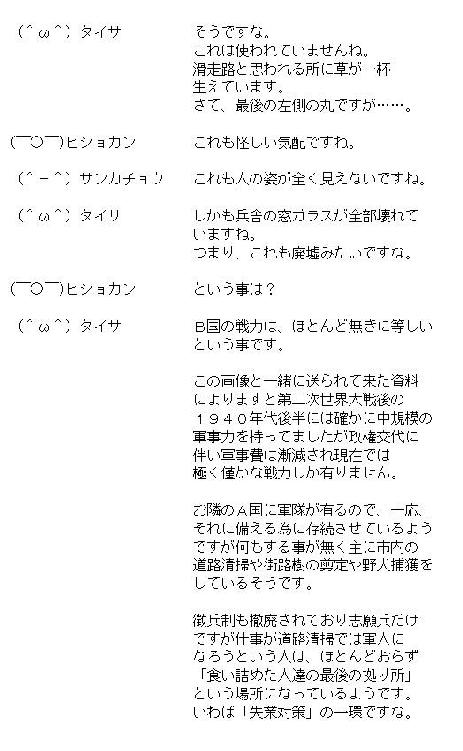 （＾ω＾）タイサ　そうですな。
これは使われていませんね。
滑走路と思われる所に草が一杯
生えています。
さて、最後の左側の丸ですが……。
(￣○￣)ヒショカン　これも怪しい気配ですね。
（＾－＾）サンカチョウ　これも人の姿が全く見えないですね。
（＾ω＾）タイサ　しかも兵舎の窓ガラスが全部壊れて
いますね。
つまり、これも廃墟みたいですな。
(￣○￣)ヒショカン　という事は？
（＾ω＾）タイサ　Ｂ国の戦力は、ほとんど無きに等しい
という事です。
この画像と一緒に送られて来た資料
によりますと第二次世界大戦後の
１９４０年代後半には確かに中規模の
軍事力を持ってましたが政権交代に
伴い軍事費は漸減され現在では
極く僅かな戦力しか有りません。
お隣のＡ国に軍隊が有るので、一応、
それに備える為に存続させているよう
ですが何もする事が無く主に市内の
道路清掃や街路樹の剪定や野犬捕獲を
しているそうです。
徴兵制も撤廃されており志願兵だけ
ですが仕事が道路清掃では軍人に
なろうという人は、ほとんどおらず
「食い詰めた人達の最後の拠り所」
という場所になっているようです。
いわば「失業対策」の一環ですな。